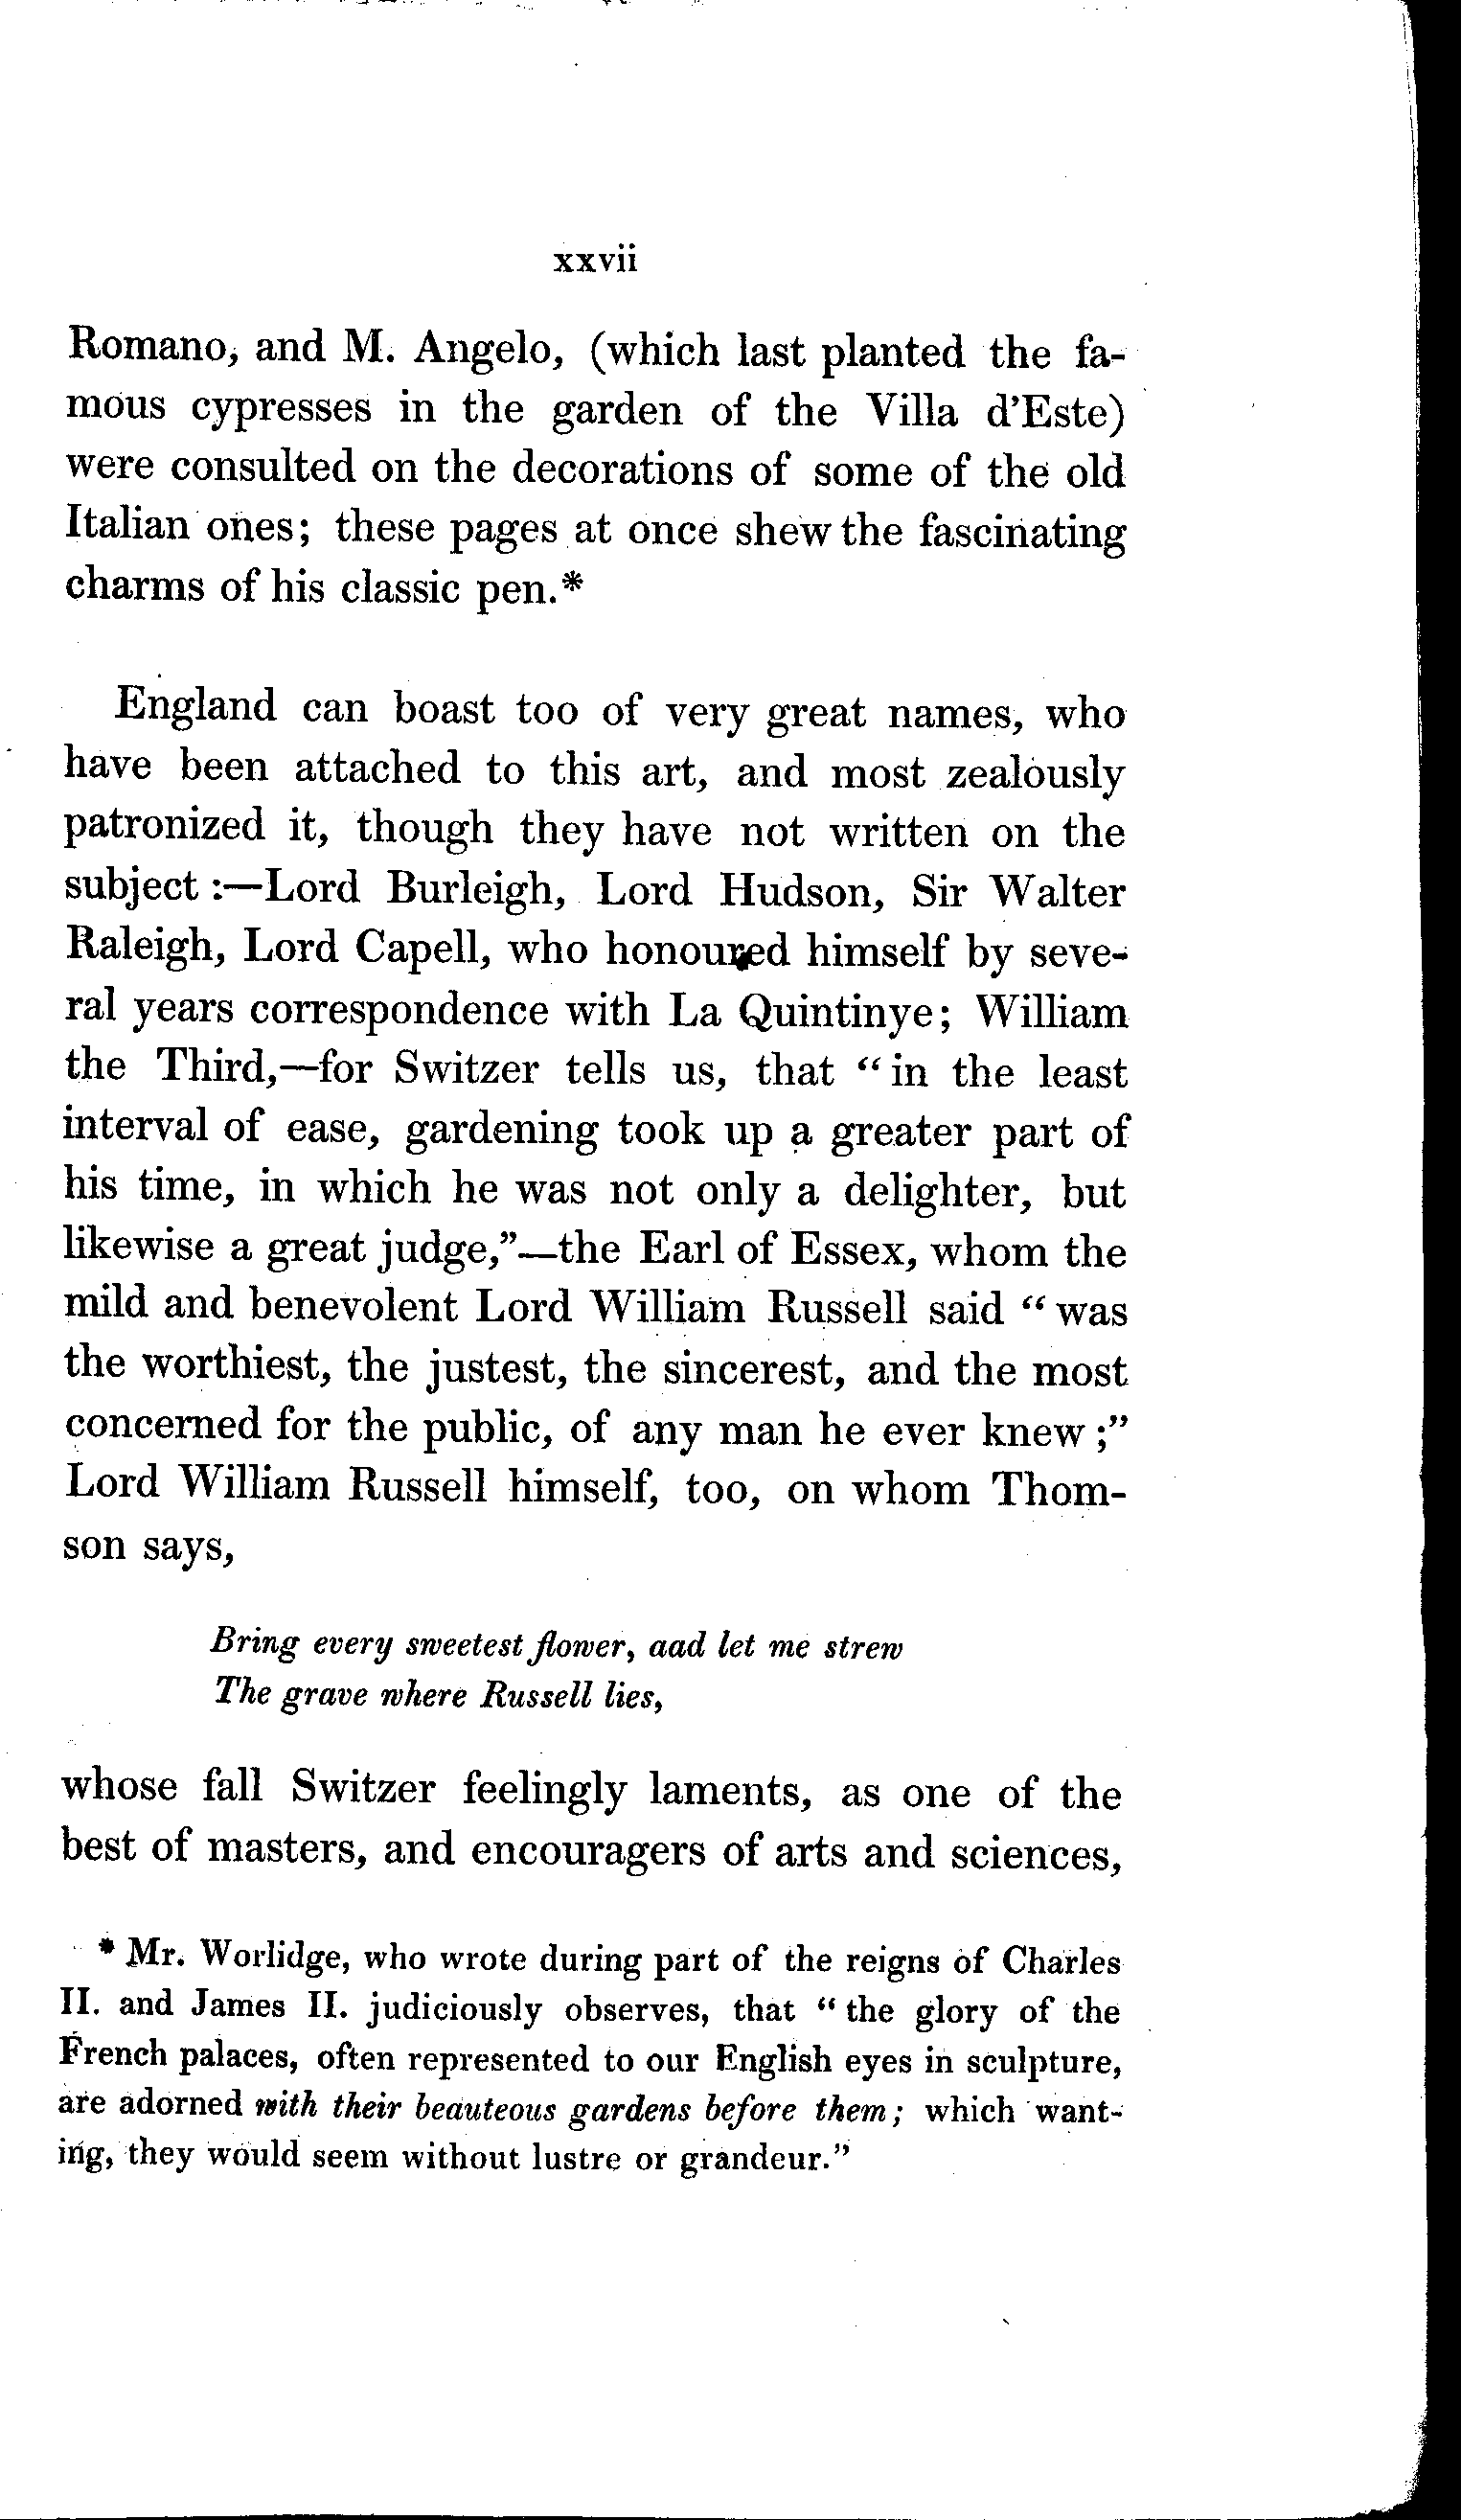 xxvii
Romano, and M. Angelo, (which last planted the fa-
mous cypresses in the garden of the Villa d'Este)
were consulted on the decorations of some of the old
Italian ones; these pages at once shew the fascinating
charms of his classic pen.*
England can boast too of very great names, who
have been attached to this art, and most zealously
patronized it, though they have not written on the
subject :—Lord Burleigh, Lord Hudson, Sir Walter
Raleigh, Lord Capell, who honoured himself by seve-
ral years correspondence with La Quintinye; William
the Third,—for Switzer tells us, that “ in the least
interval of ease, gardening took up a greater part of
his time, in which he was not only a delighter, but
likewise a great judge,”—the Earl of Essex, whom the
mild and benevolent Lord William Russell said “ was
the worthiest, the justest, the sincerest, and the most
concerned for the public, of any man he ever knew ;”
Lord William Russell himself, too, on whom Thom-
son says,
Bring every sweetest flower, aad let me strew
The grave where Russell lies,
whose fall Switzer feelingly laments, as one of the
best of masters, and encouragers of arts and sciences,
* Mr. Worlidge, who wrote during part of the reigns of Charles
II. and James II. judiciously observes, that “ the glory of the
French palaces, often represented to our English eyes in sculpture,
are adorned with their beauteous gardens before them; which want-
ing, they would seem without lustre or grandeur.”